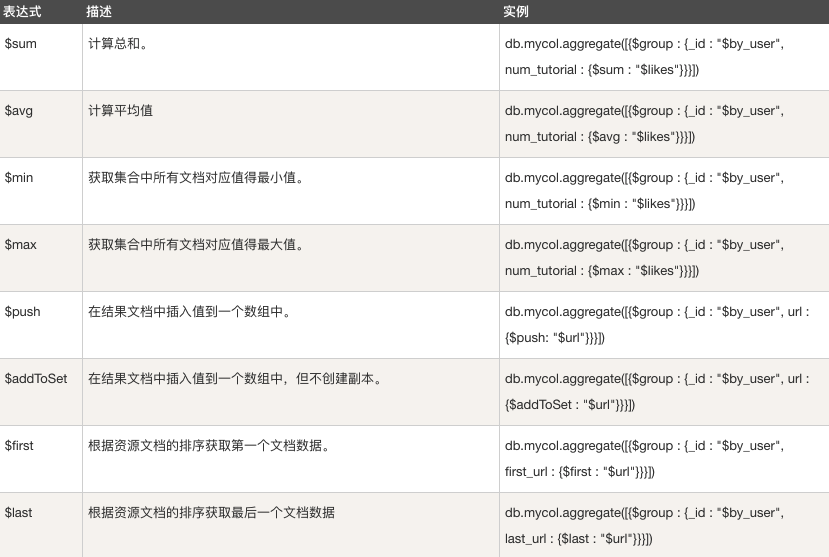 表达式 描述 实例
$sum 计算总和。 db.mycol.aggregate([{$group : {_id : "$by_user",
num_tutorial : {$sum : "$likes"}}}])
$avg 计算平均值 db.mycol.aggregate([{$group : {_id : "$by_user",
num_tutorial : {$avg : "$likes"}}}])
$min 获取集合中所有文档对应值得最小值。 db.mycol.aggregate([{$group : {_id : "$by_user",
num_tutorial : {$min : "$likes"}}}])
$max 获取集合中所有文档对应值得最大值。 db.mycol.aggregate([{$group : {_id : "$by_user",
num_tutorial : {$max : "$likes"}}}])
$push 在结果文档中插入值到一个数组中。 db.mycol.aggregate([{$group : {_id : "$by_user", url :
{$push: "$url"}}}])
$addToSet 在结果文档中插入值到一个数组中，但不创建副本。 db.mycol.aggregate([{$group : {_id : "$by_user", url :
{$addToSet : "$url"}}}])
$first 根据资源文档的排序获取第一个文档数据。 db.mycol.aggregate([{$group : {_id : "$by_user",
first_url : {$first : "$url"}}}])
$last 根据资源文档的排序获取最后一个文档数据 db.mycol.aggregate([{$group : {_id : "$by_user",
last_url : {$last : "$url"}}}])